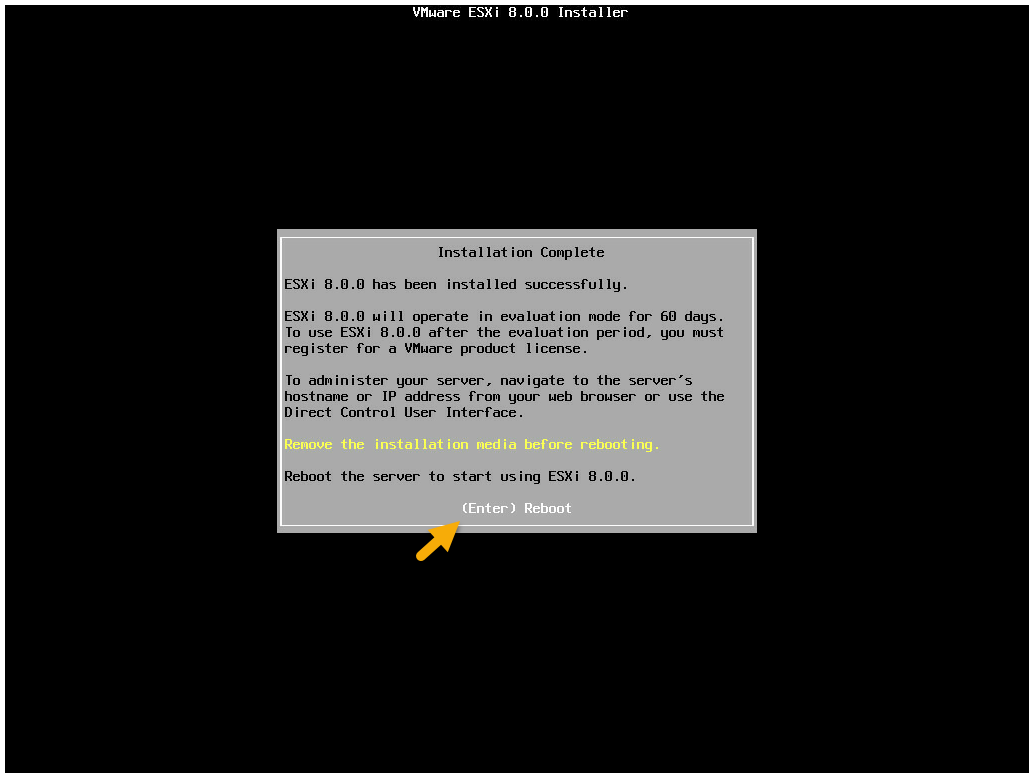 VMware ESXi 8.0.0 Installer
Installation Complete
ESXi 8.0.0 has been installed successfully.
ESXi 8.0.0 will operate in evaluation mode for 60 days.
To use ESXi 8.0.0 after the evaluation period, you must
register for a VMware product license.
To administer your server, navigate to the server's
hostname or IP address from your web browser or use the
Direct Control User Interface.
Remove the installation media before rebooting.
Reboot the server to start using ESXi 8.0.0.
(Enter) Reboot